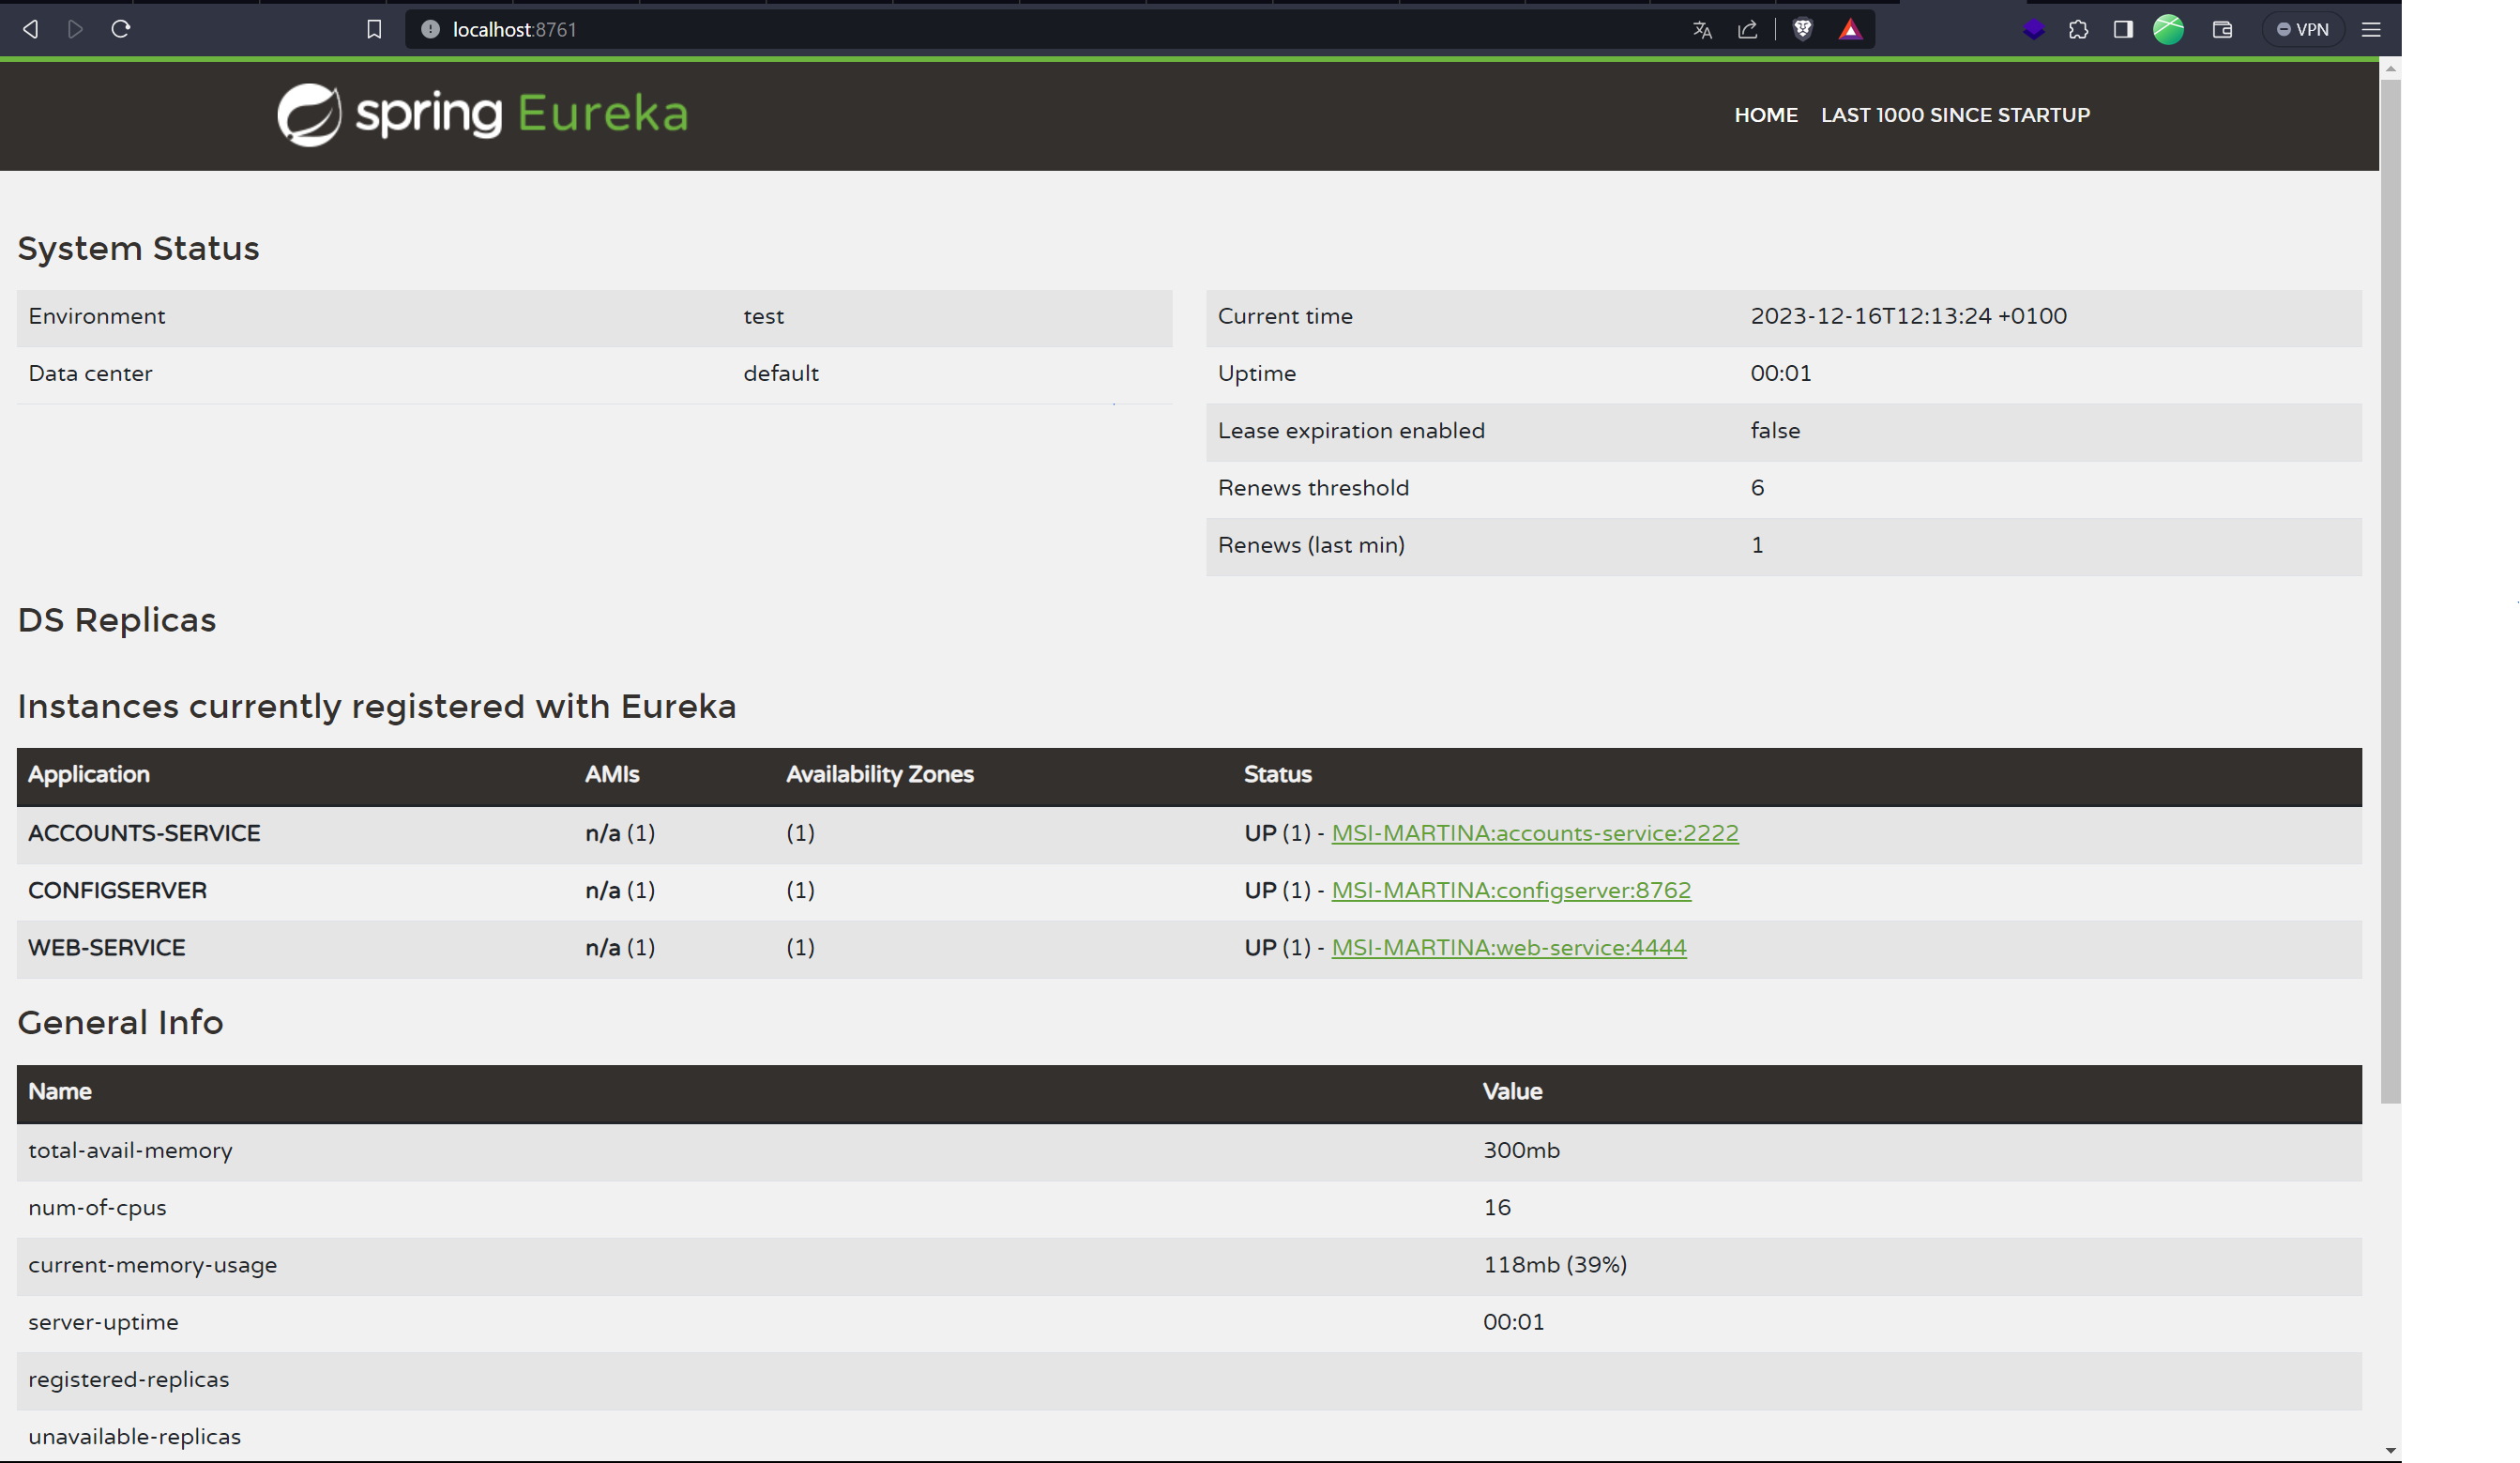 localhost:8761
VPN
spring Eureka
HOME LAST 1000 SINCE STARTUP
System Status
Environment test
Data center default
Current time 2023-12-16T12:13:24 +0100
Uptime 00:01
Lease expiration enabled false
Renews threshold 6
Renews (last min) 1
DS Replicas
Instances currently registered with Eureka
Application AMIs Availability Zones Status
ACCOUNTS-SERVICE n/a (1) (1) UP (1) - MSI-MARTINA:accounts-service:2222
CONFIGSERVER n/a (1) (1) UP (1) - MSI-MARTINA:configserver:8762
WEB-SERVICE n/a (1) (1) UP (1) - MSI-MARTINA:web-service:4444
General Info
Name Value
total-avail-memory 300mb
num-of-cpus 16
current-memory-usage 118mb (39%)
server-uptime 00:01
registered-replicas
unavailable-replicas